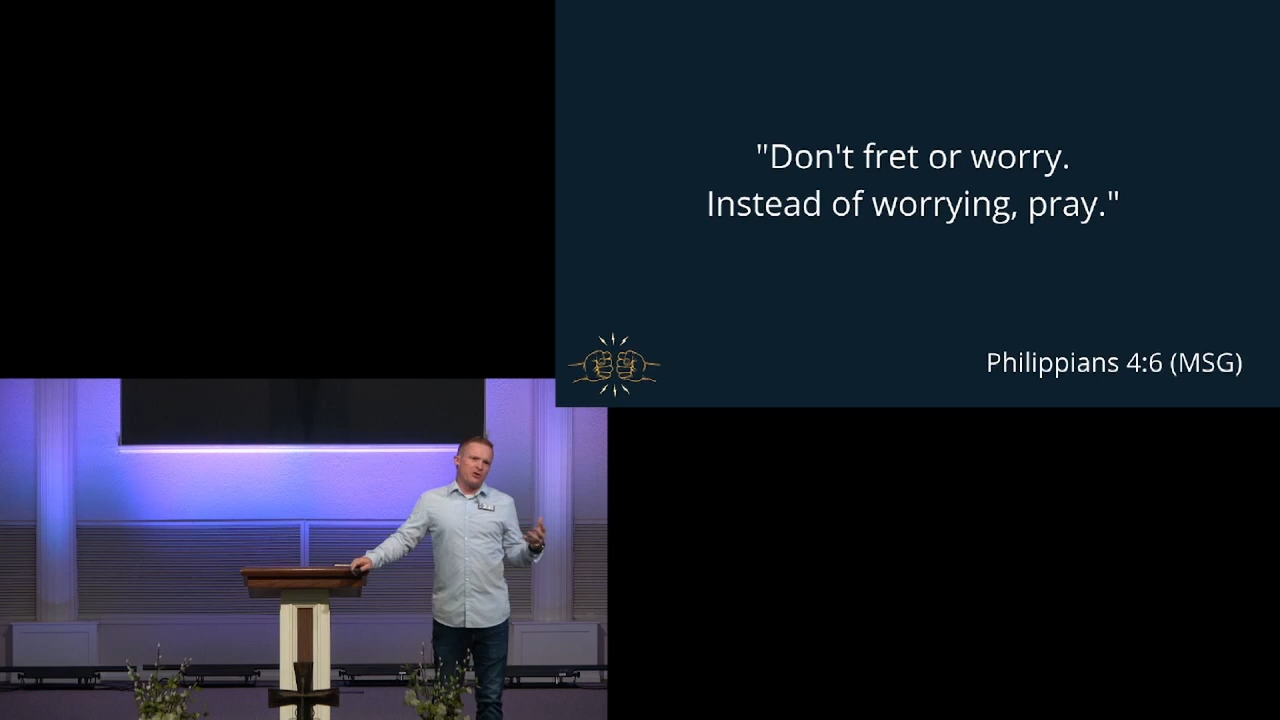 "Don't fret or worry.
Instead of worrying, pray."
Philippians 4:6 (MSG)